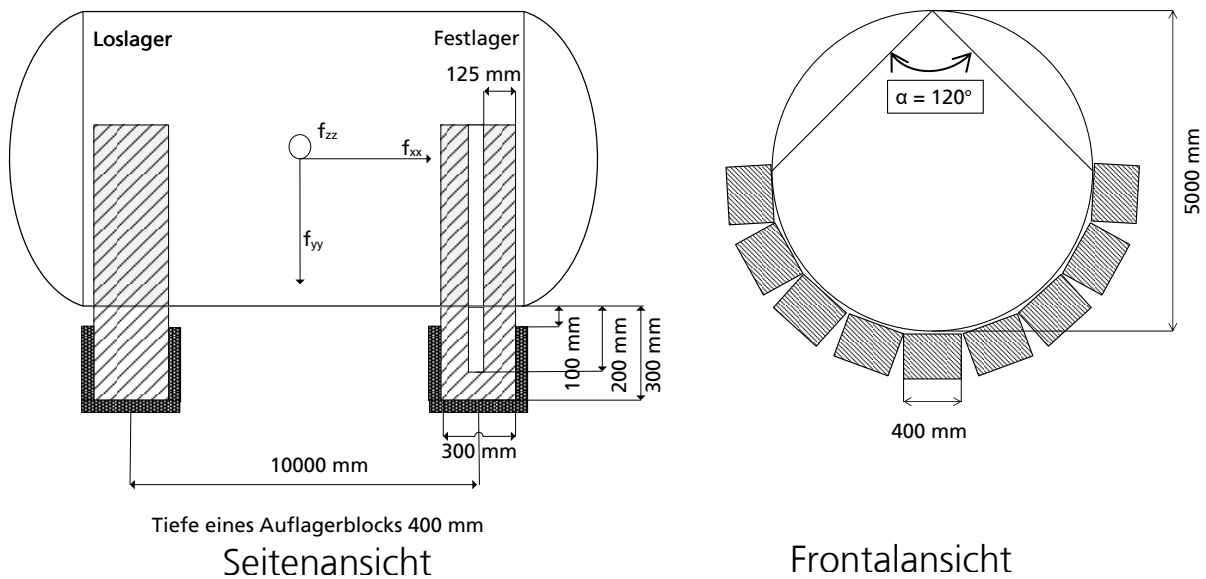 Loslager
Festlager
125 mm
f_zz
f_xx
f_yy
100 mm
200 mm
300 mm
300 mm
10000 mm
Tiefe eines Auflagerblocks 400 mm
Seitenansicht
α = 120°
5000 mm
400 mm
Frontalansicht